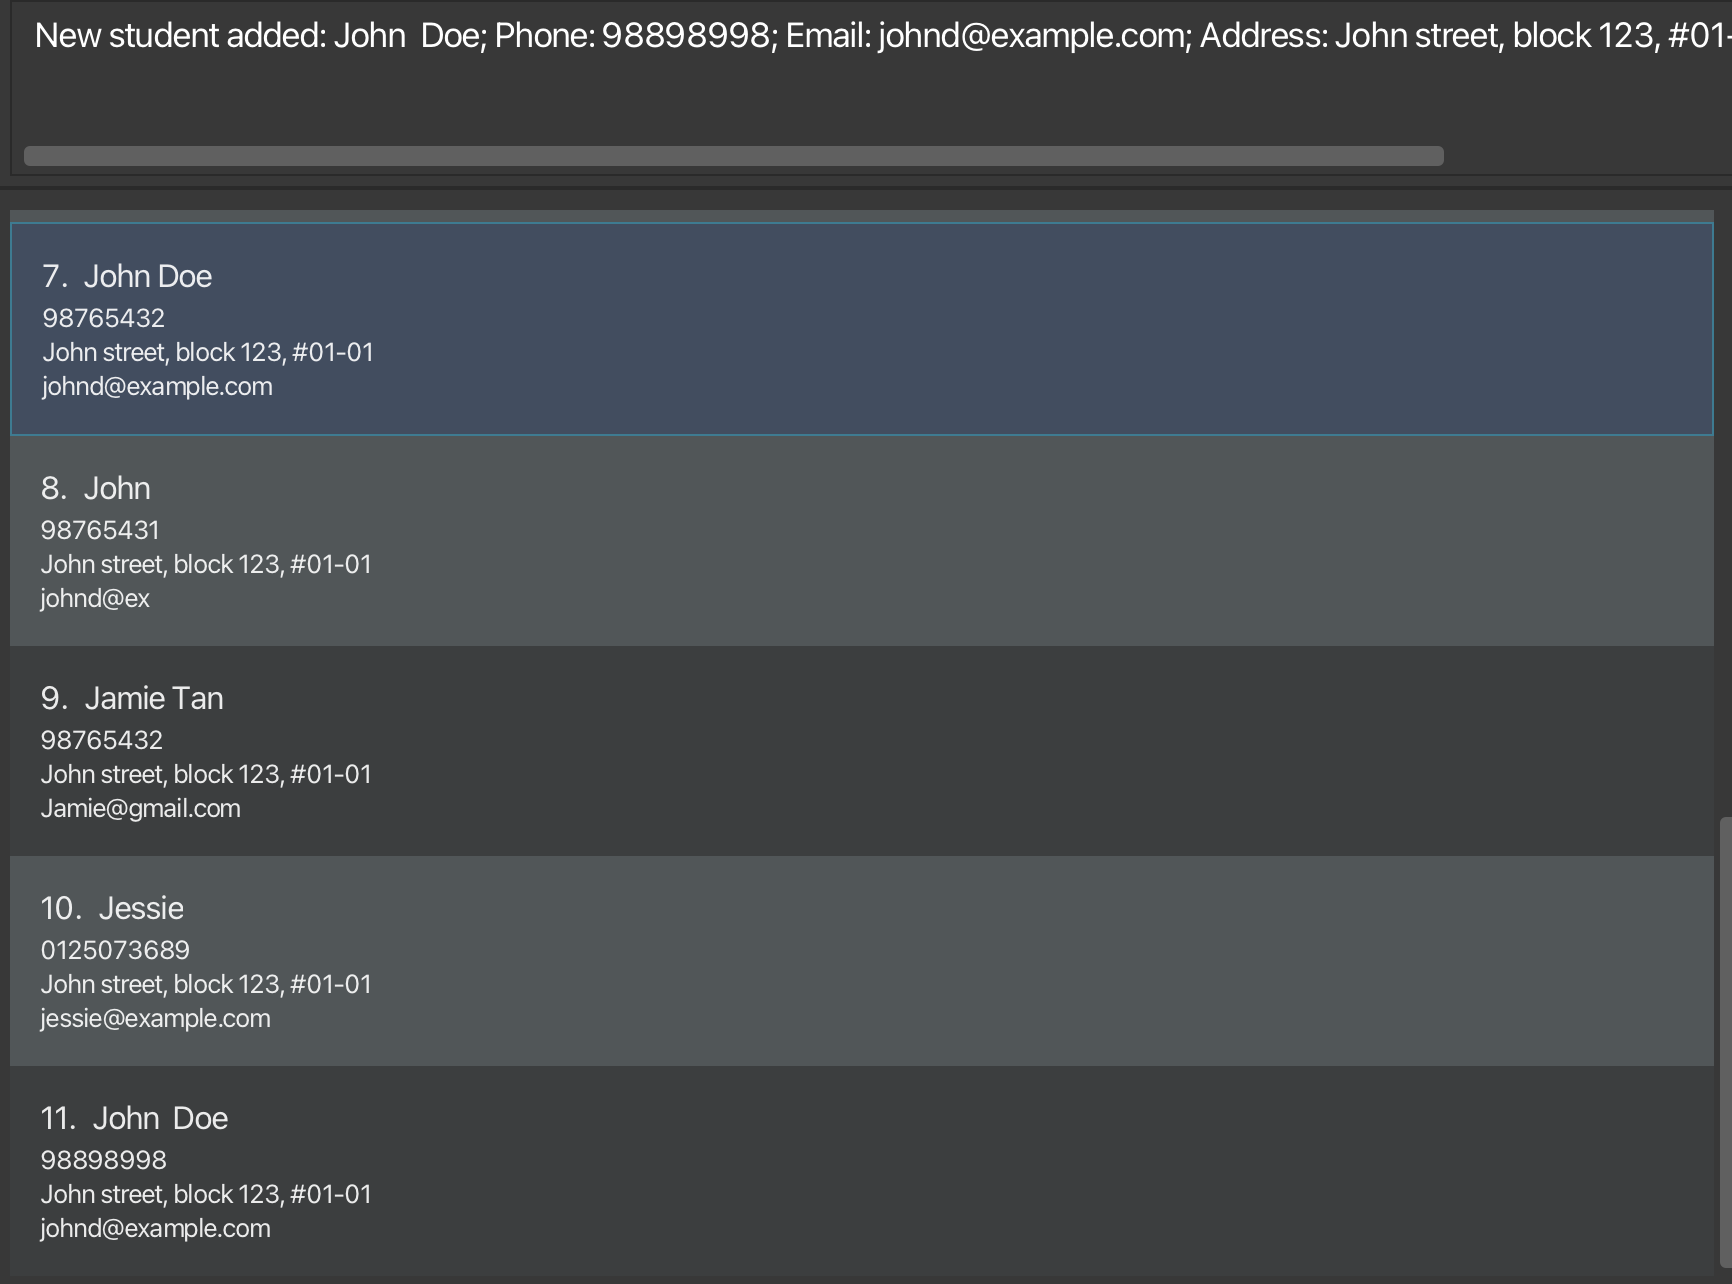 New student added: John  Doe; Phone: 98898998; Email: johnd@example.com; Address: John street, block 123, #01-
7. John Doe
98765432
John street, block 123, #01-01
johnd@example.com
8. John
98765431
John street, block 123, #01-01
johnd@ex
9. Jamie Tan
98765432
John street, block 123, #01-01
Jamie@gmail.com
10. Jessie
0125073689
John street, block 123, #01-01
jessie@example.com
11. John  Doe
98898998
John street, block 123, #01-01
johnd@example.com